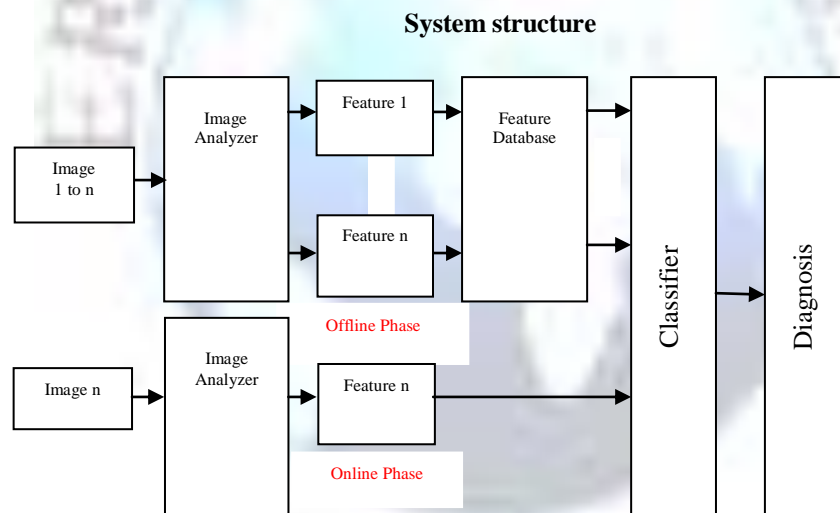 System structure
Image
Analyzer
Feature 1
Feature
Database
Image
1 to n
Feature n
Classifier
Diagnosis
Offline Phase
Image
Analyzer
Image n
Feature n
Online Phase